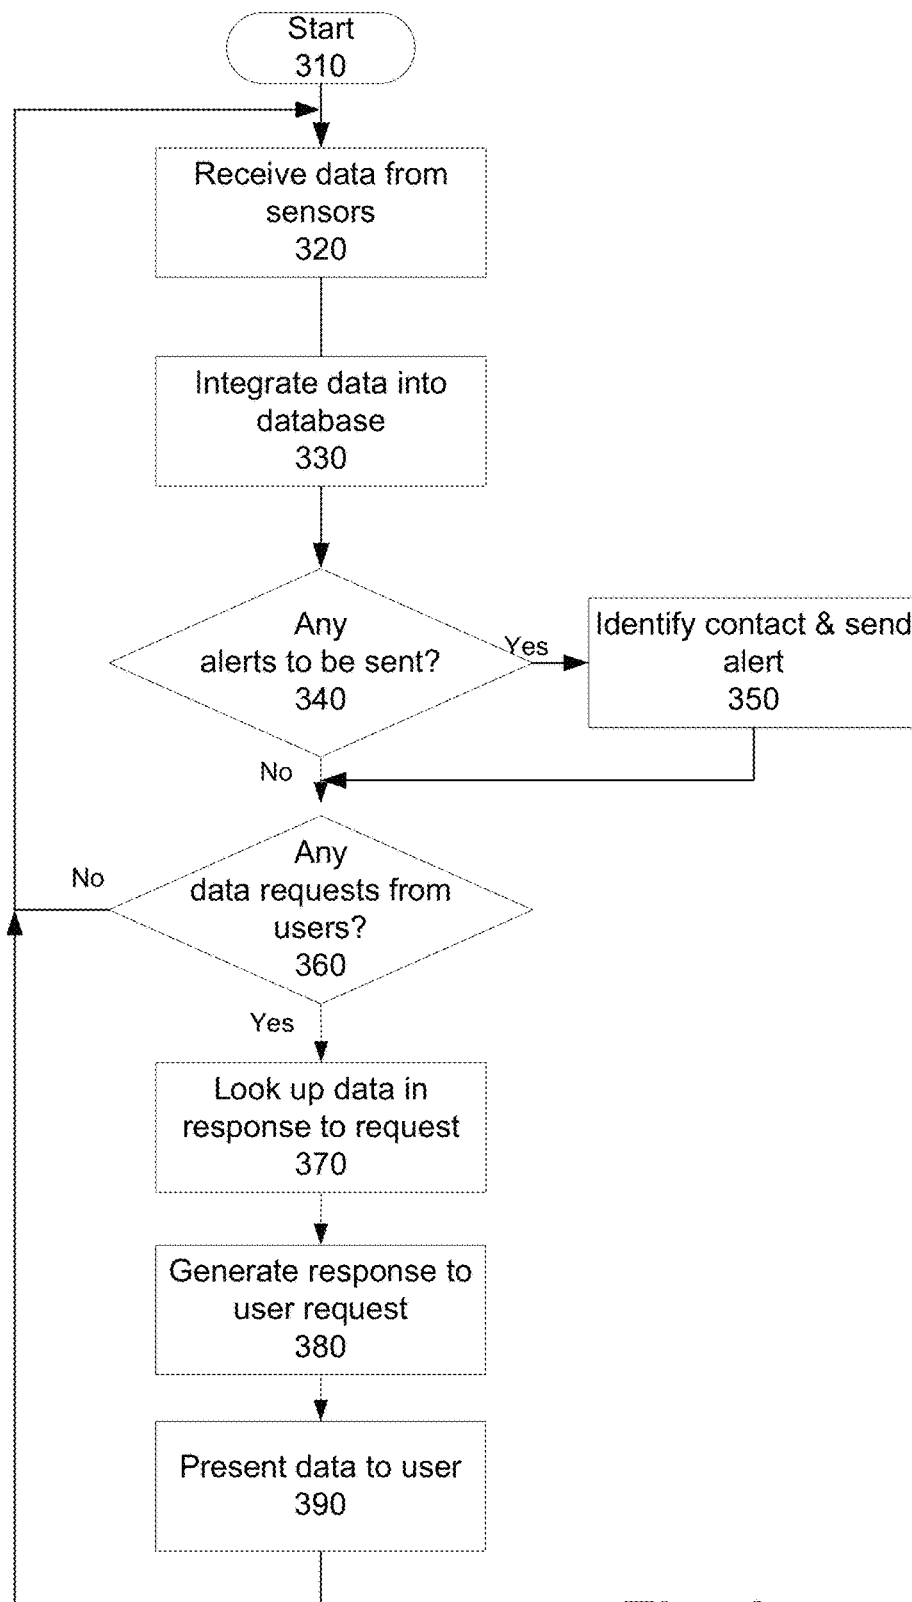 Start
310
Receive data from
sensors
320
Integrate data into
database
330
Any
alerts to be sent?
340
Yes
Identify contact & send
alert
350
No
Any
data requests from
users?
360
No
Yes
Look up data in
response to request
370
Generate response to
user request
380
Present data to user
390